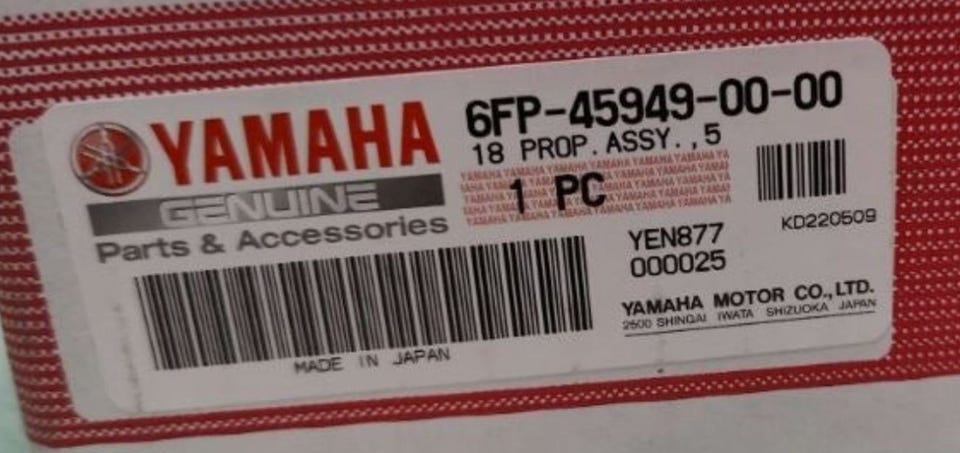 YAMAHA
GENUINE
Parts & Accessories
6FP-45949-00-00
18 PROP.ASSY.,5
1 PC
KD220509
YEN877
000025
YAMAHA MOTOR CO.,LTD.
2500 SHINGAI IWATA SHIZUOKA JAPAN
MADE IN JAPAN